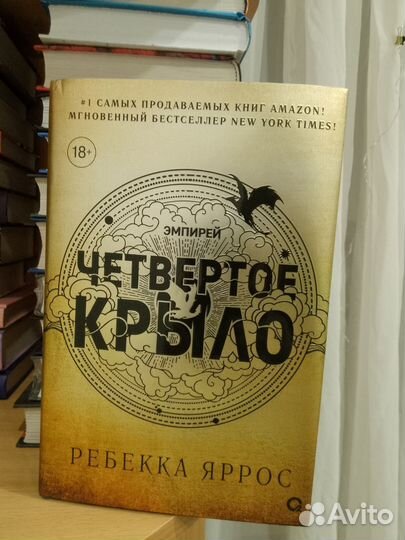 #1 САМЫХ ПРОДАВАЕМЫХ КНИГ AMAZON!
МГНОВЕННЫЙ БЕСТСЕЛЛЕР NEW YORK TIMES!
18+
ЭМПИРЕЙ
ЧЕТВЕРТОЕ
КРЫЛО
РЕБЕККА ЯРРОС
Avito